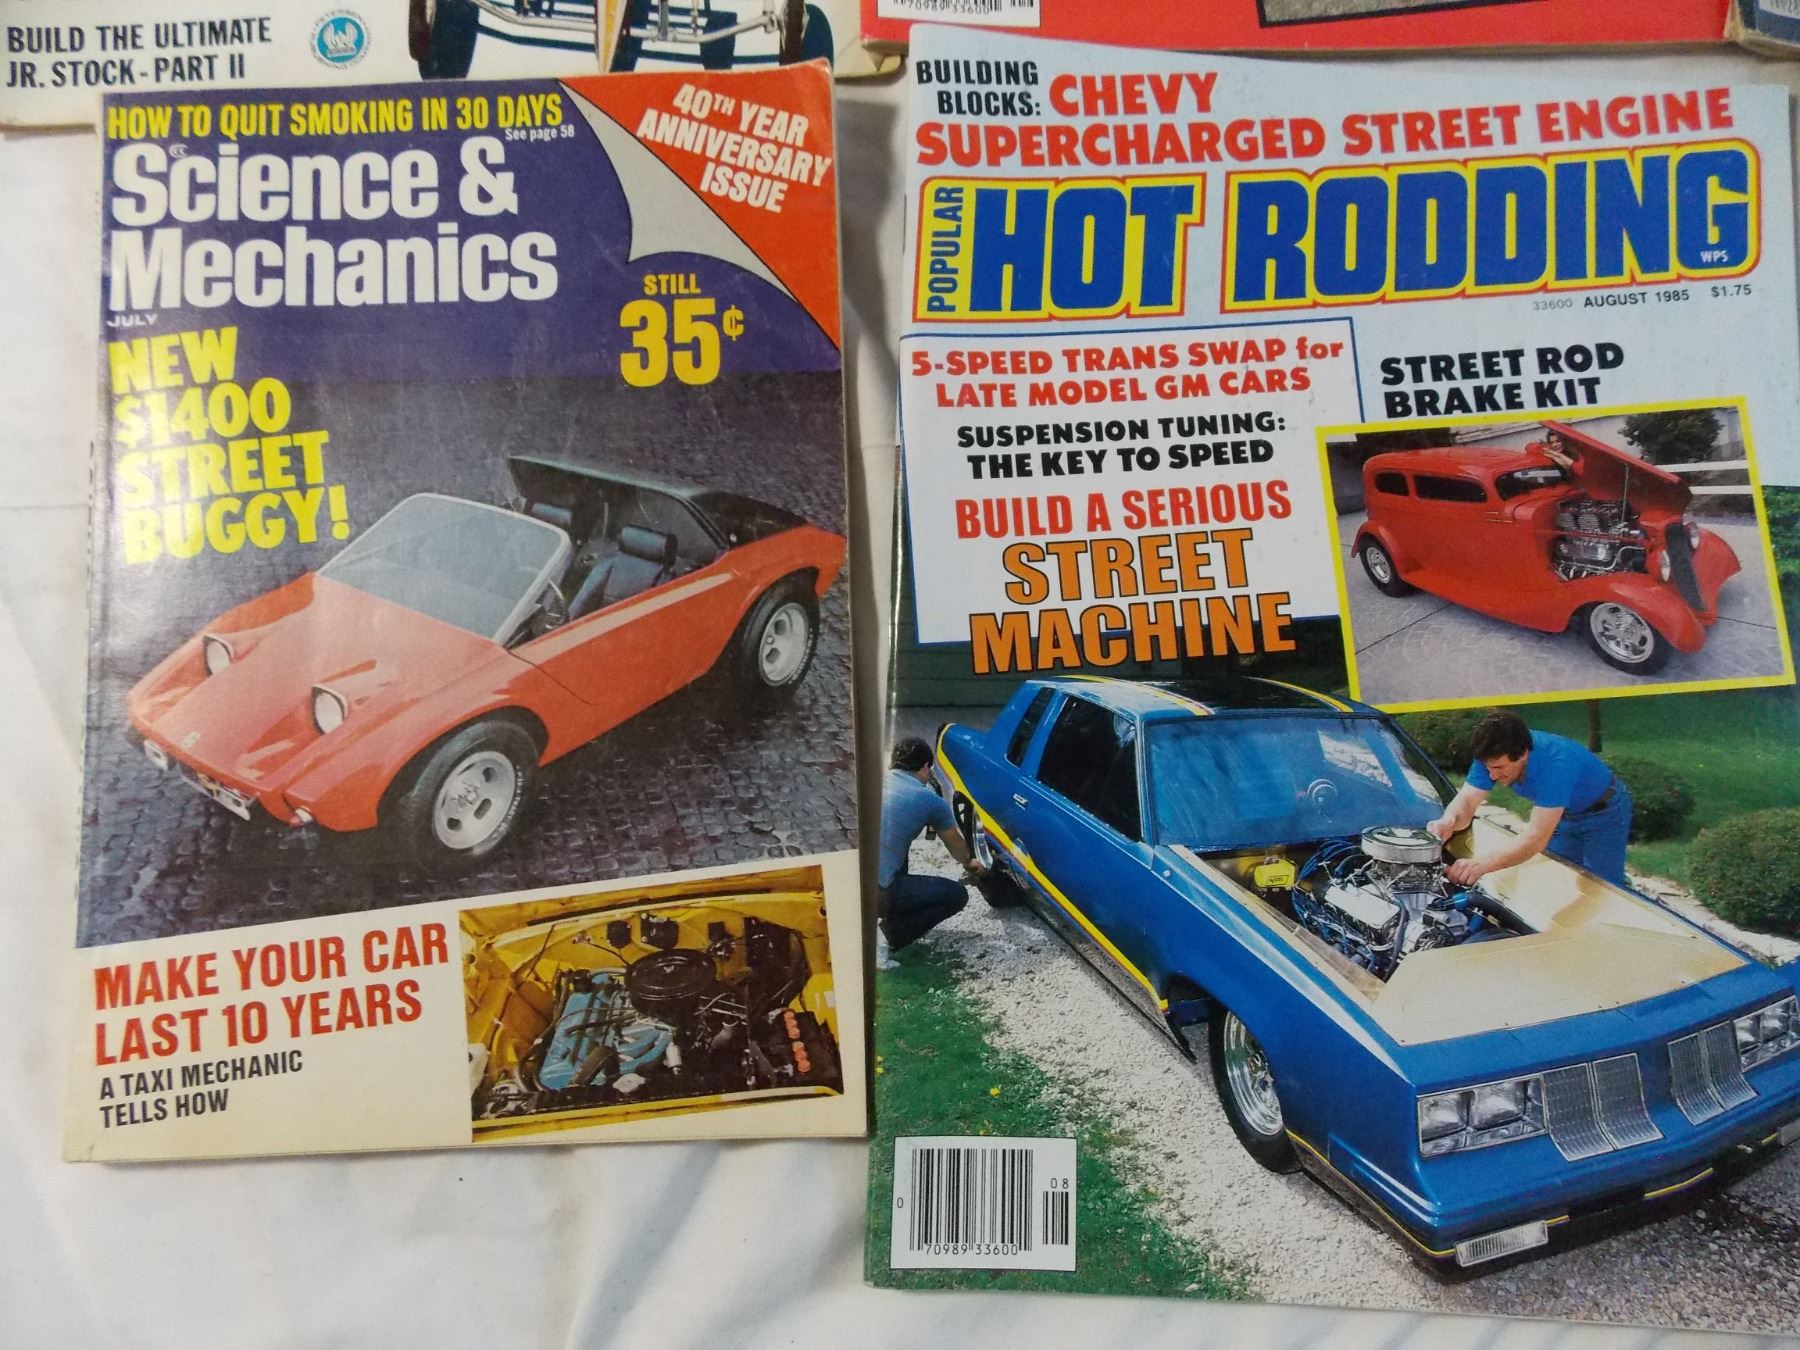 BUILD THE ULTIMATE
JR. STOCK - PART II
70989 33600
HOW TO QUIT SMOKING IN 30 DAYS
See page 58
Science &
Mechanics
JULY
40TH YEAR
ANNIVERSARY
ISSUE
STILL
35¢
NEW
$1400
STREET
BUGGY!
MAKE YOUR CAR
LAST 10 YEARS
A TAXI MECHANIC
TELLS HOW
BUILDING
BLOCKS: CHEVY
SUPERCHARGED STREET ENGINE
POPULAR
HOT RODDING
WPS
33600 AUGUST 1985 $1.75
5-SPEED TRANS SWAP for
LATE MODEL GM CARS
SUSPENSION TUNING:
THE KEY TO SPEED
STREET ROD
BRAKE KIT
BUILD A SERIOUS
STREET
MACHINE
08
0
70989 33600